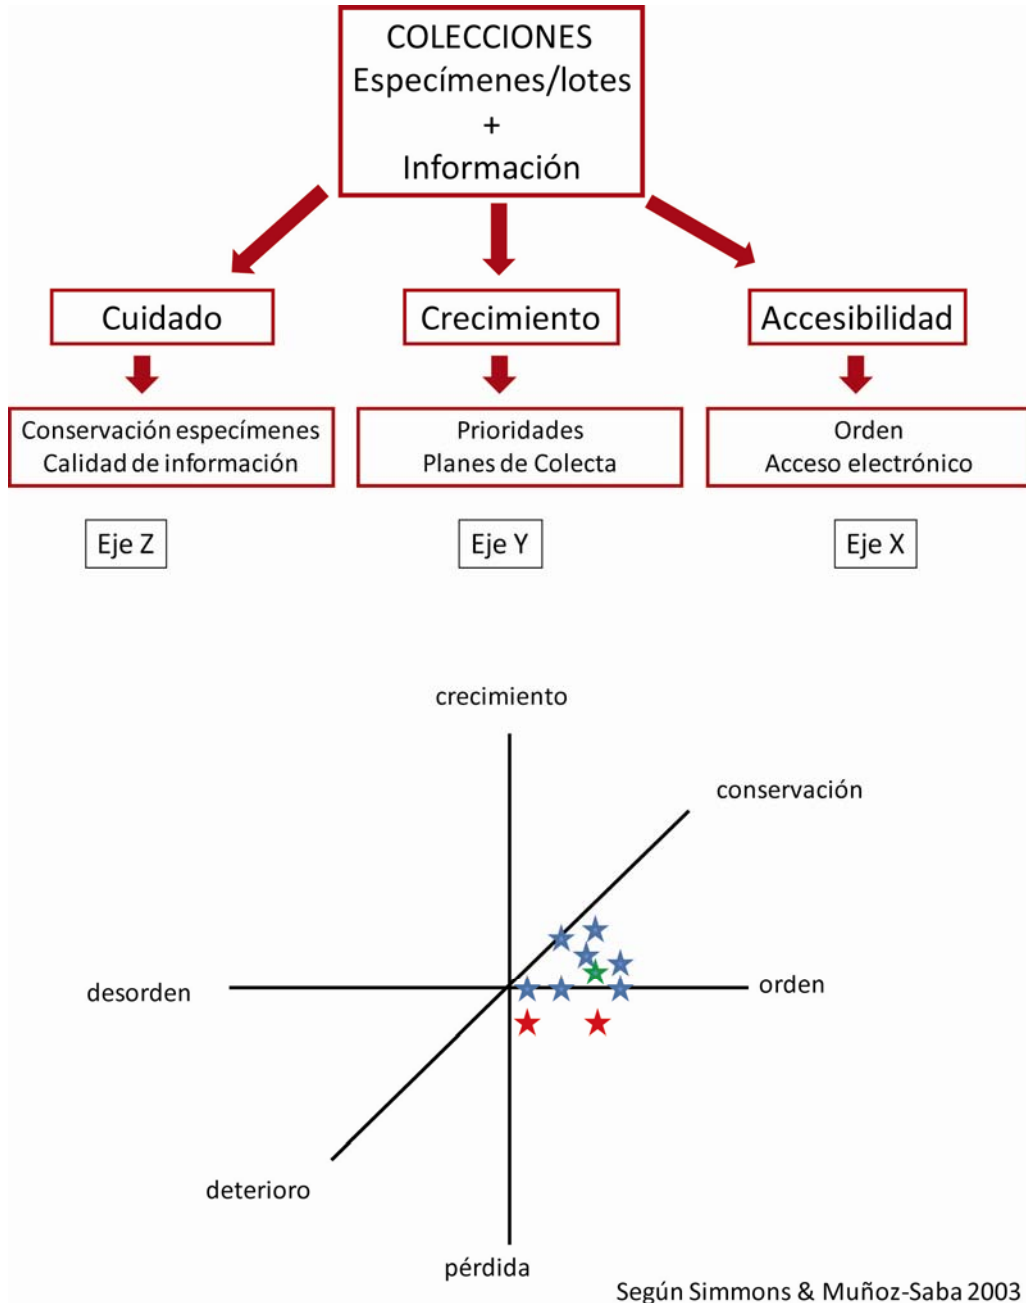 COLECCIONES
Especímenes/lotes
+
Información
Cuidado
Crecimiento
Accesibilidad
Conservación especímenes
Calidad de información
Prioridades
Planes de Colecta
Orden
Acceso electrónico
Eje Z
Eje Y
Eje X
crecimiento
conservación
desorden
orden
deterioro
pérdida
Según Simmons & Muñoz-Saba 2003